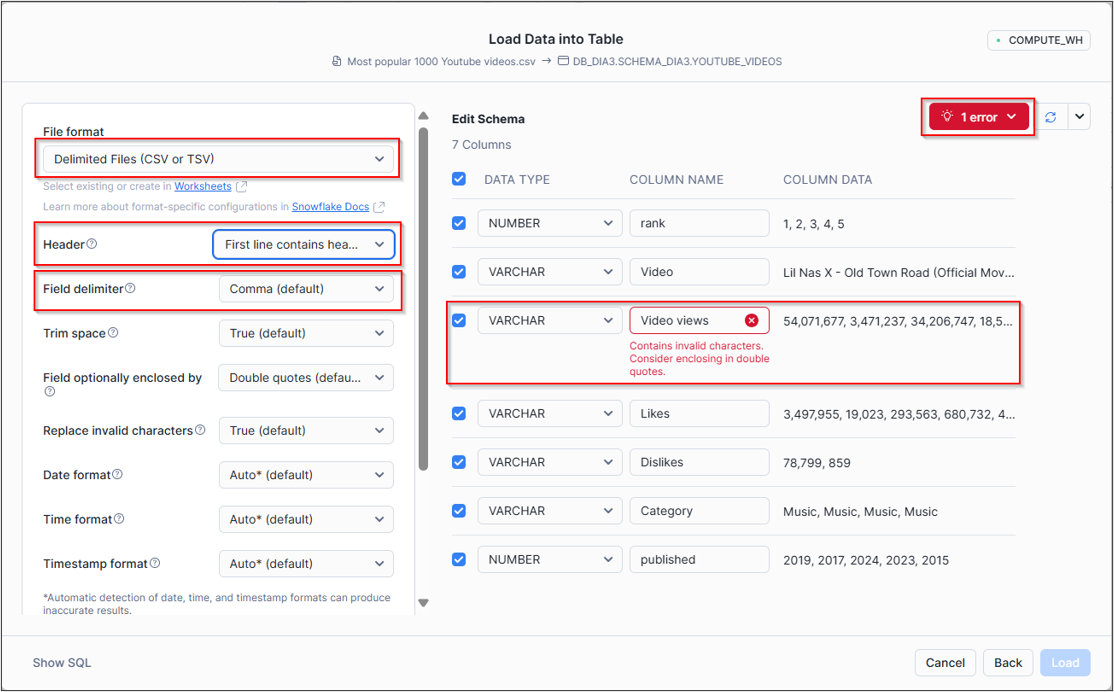 Load Data into Table
COMPUTE_WH
Most popular 1000 Youtube videos.csv → DB_DIA3.SCHEMA_DIA3.YOUTUBE_VIDEOS
File format
Delimited Files (CSV or TSV)
Select existing or create in Worksheets
Learn more about format-specific configurations in Snowflake Docs
Header
First line contains hea...
Field delimiter
Comma (default)
Trim space
True (default)
Field optionally enclosed by
Double quotes (defau...
Replace invalid characters
True (default)
Date format
Auto* (default)
Time format
Auto* (default)
Timestamp format
Auto* (default)
*Automatic detection of date, time, and timestamp formats can produce
inaccurate results.
Edit Schema
1 error
7 Columns
DATA TYPE COLUMN NAME COLUMN DATA
NUMBER rank 1, 2, 3, 4, 5
VARCHAR Video Lil Nas X - Old Town Road (Official Mov...
VARCHAR Video views 54,071,677, 3,471,237, 34,206,747, 18,5...
Contains invalid characters.
Consider enclosing in double
quotes.
VARCHAR Likes 3,497,955, 19,023, 293,563, 680,732, 4...
VARCHAR Dislikes 78,799, 859
VARCHAR Category Music, Music, Music, Music
NUMBER published 2019, 2017, 2024, 2023, 2015
Show SQL
Cancel
Back
Load